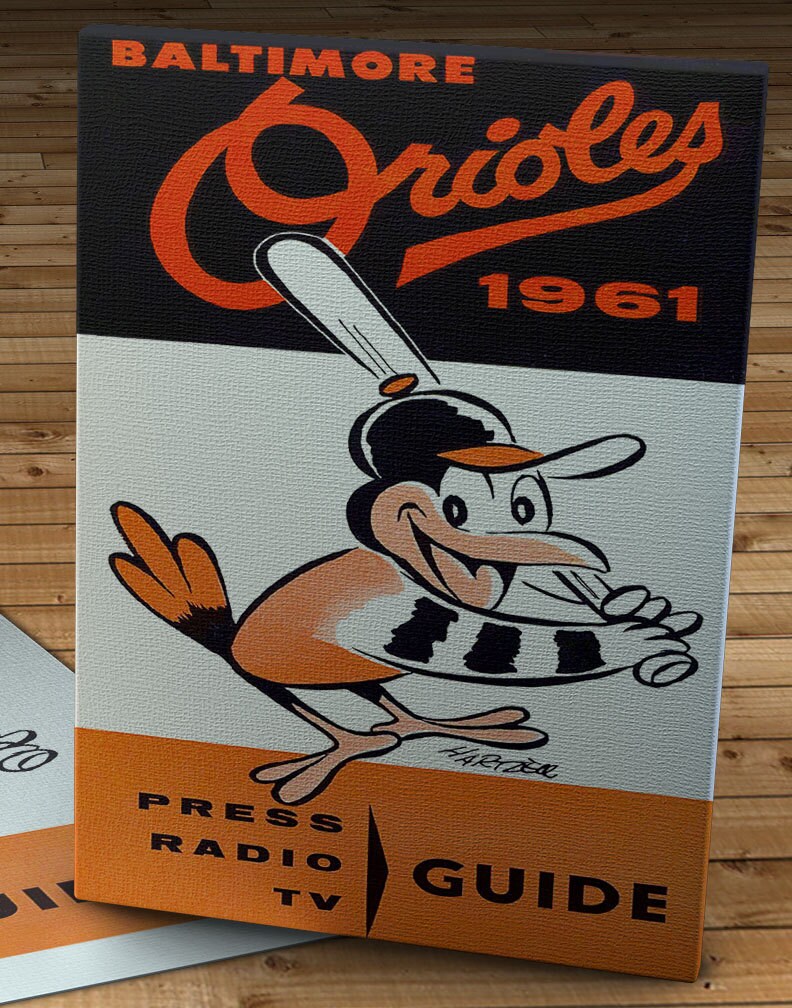 BALTIMORE
Orioles
1961
HARTZELL
PRESS
RADIO
TV
GUIDE